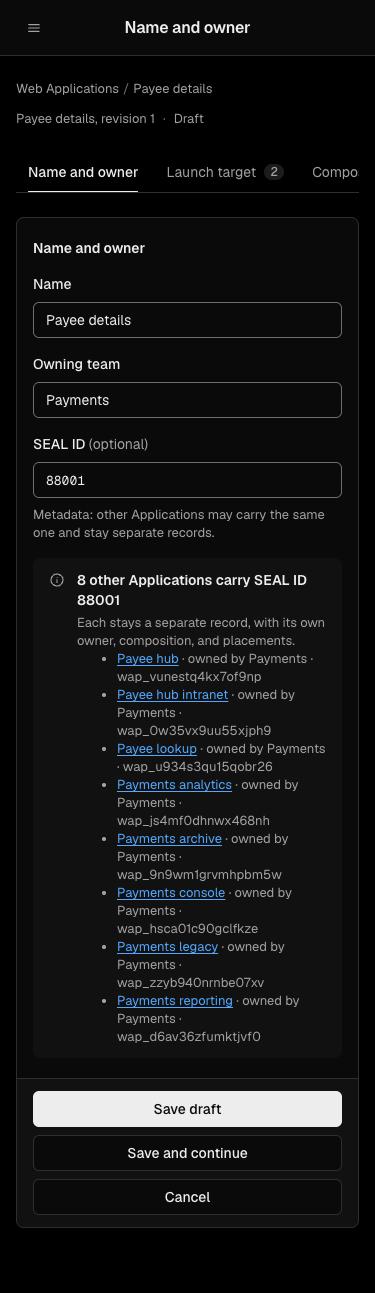 Name and owner
Web Applications / Payee details
Payee details, revision 1 · Draft
Name and owner Launch target 2 Compo
Name and owner
Name
Payee details
Owning team
Payments
SEAL ID (optional)
88001
Metadata: other Applications may carry the same
one and stay separate records.
8 other Applications carry SEAL ID
88001
Each stays a separate record, with its own
owner, composition, and placements.
• Payee hub · owned by Payments ·
wap_vunestq4kx7of9np
• Payee hub intranet · owned by
Payments ·
wap_0w35vx9uu55xjph9
• Payee lookup · owned by Payments
· wap_u934s3qu15qobr26
• Payments analytics · owned by
Payments ·
wap_js4mf0dhnwx468nh
• Payments archive · owned by
Payments ·
wap_9n9wm1grvmhpbm5w
• Payments console · owned by
Payments ·
wap_hsca01c90gclfkze
• Payments legacy · owned by
Payments ·
wap_zzyb940nrnbe07xv
• Payments reporting · owned by
Payments ·
wap_d6av36zfumktjvf0
Save draft
Save and continue
Cancel